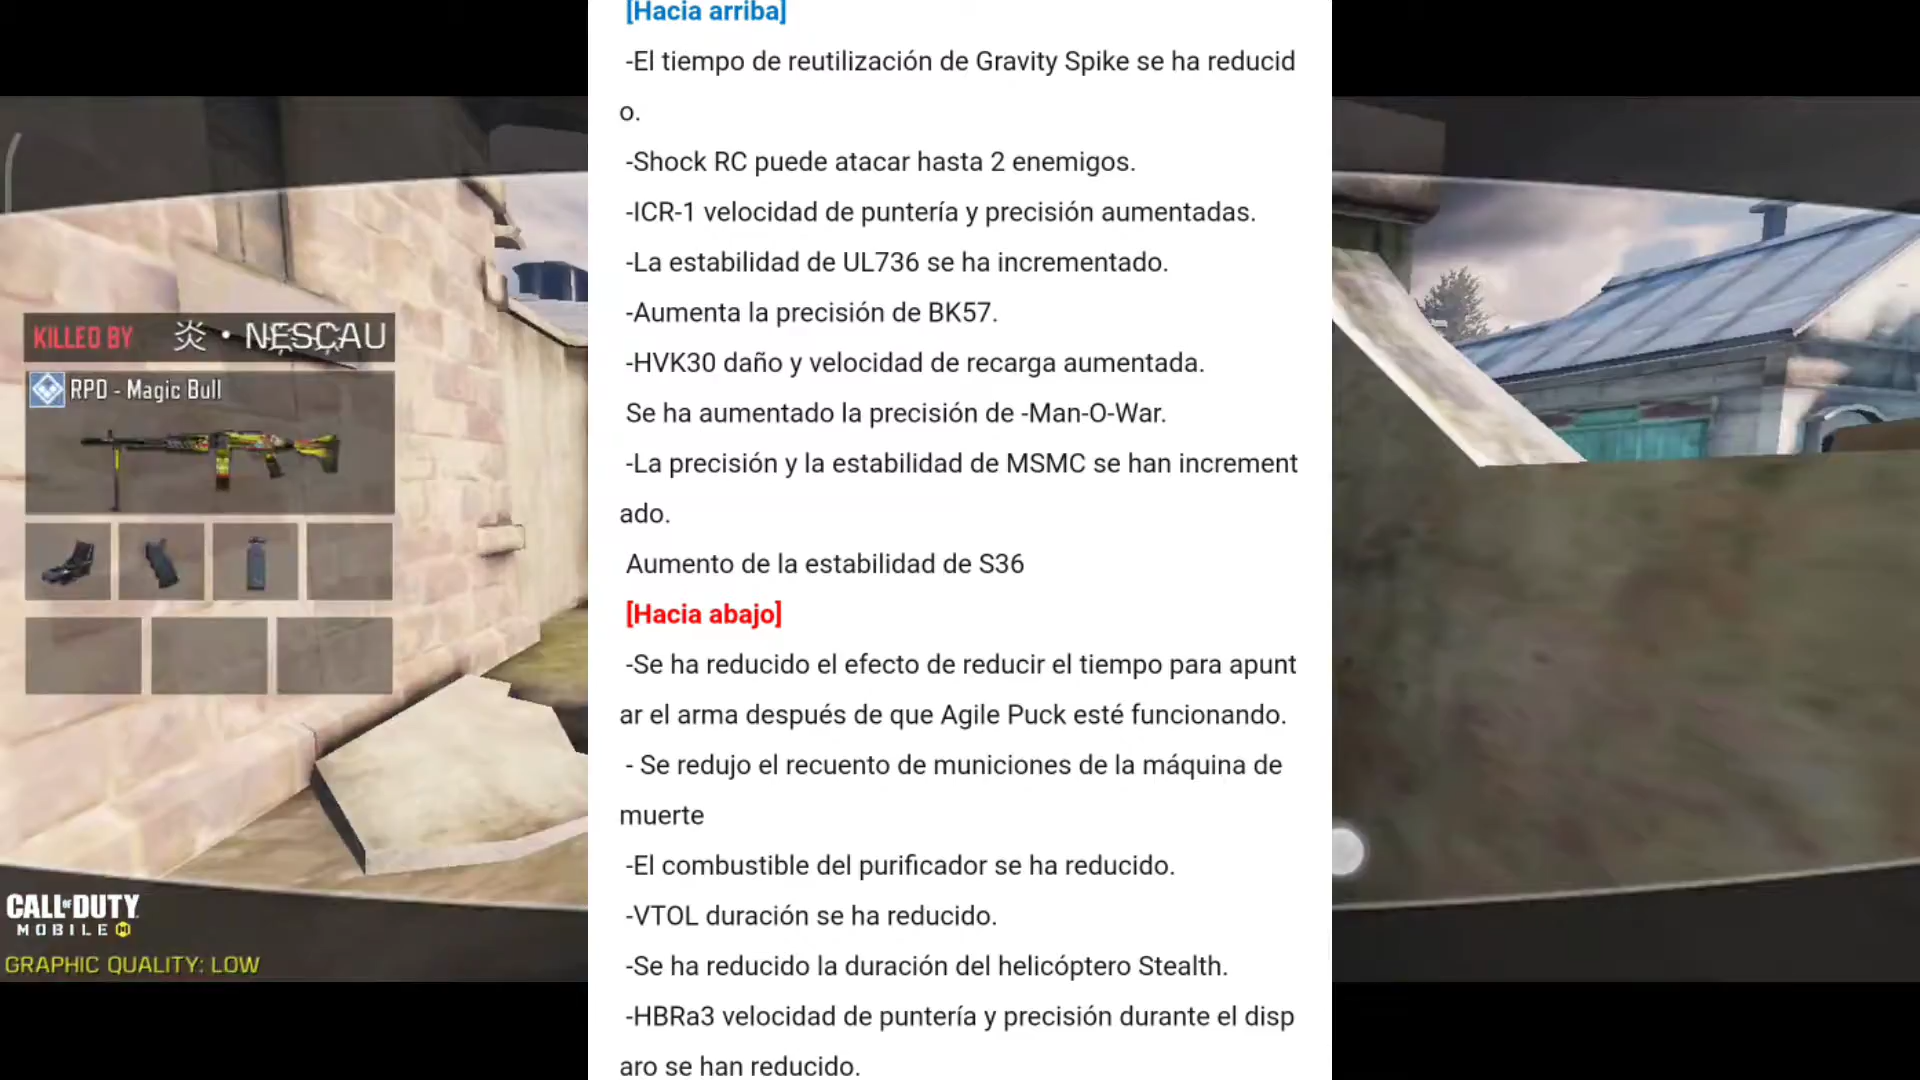 [Hacia arriba]
-El tiempo de reutilización de Gravity Spike se ha reducid
o.
-Shock RC puede atacar hasta 2 enemigos.
-ICR-1 velocidad de puntería y precisión aumentadas.
-La estabilidad de UL736 se ha incrementado.
-Aumenta la precisión de BK57.
-HVK30 daño y velocidad de recarga aumentada.
Se ha aumentado la precisión de -Man-O-War.
-La precisión y la estabilidad de MSMC se han increment
ado.
Aumento de la estabilidad de S36
[Hacia abajo]
-Se ha reducido el efecto de reducir el tiempo para apunt
ar el arma después de que Agile Puck esté funcionando.
- Se redujo el recuento de municiones de la máquina de
muerte
-El combustible del purificador se ha reducido.
-VTOL duración se ha reducido.
-Se ha reducido la duración del helicóptero Stealth.
-HBRa3 velocidad de puntería y precisión durante el disp
aro se han reducido.
KILLED BY 炎 • NESCAU
RPD - Magic Bull
CALL OF DUTY
MOBILE
GRAPHIC QUALITY: LOW